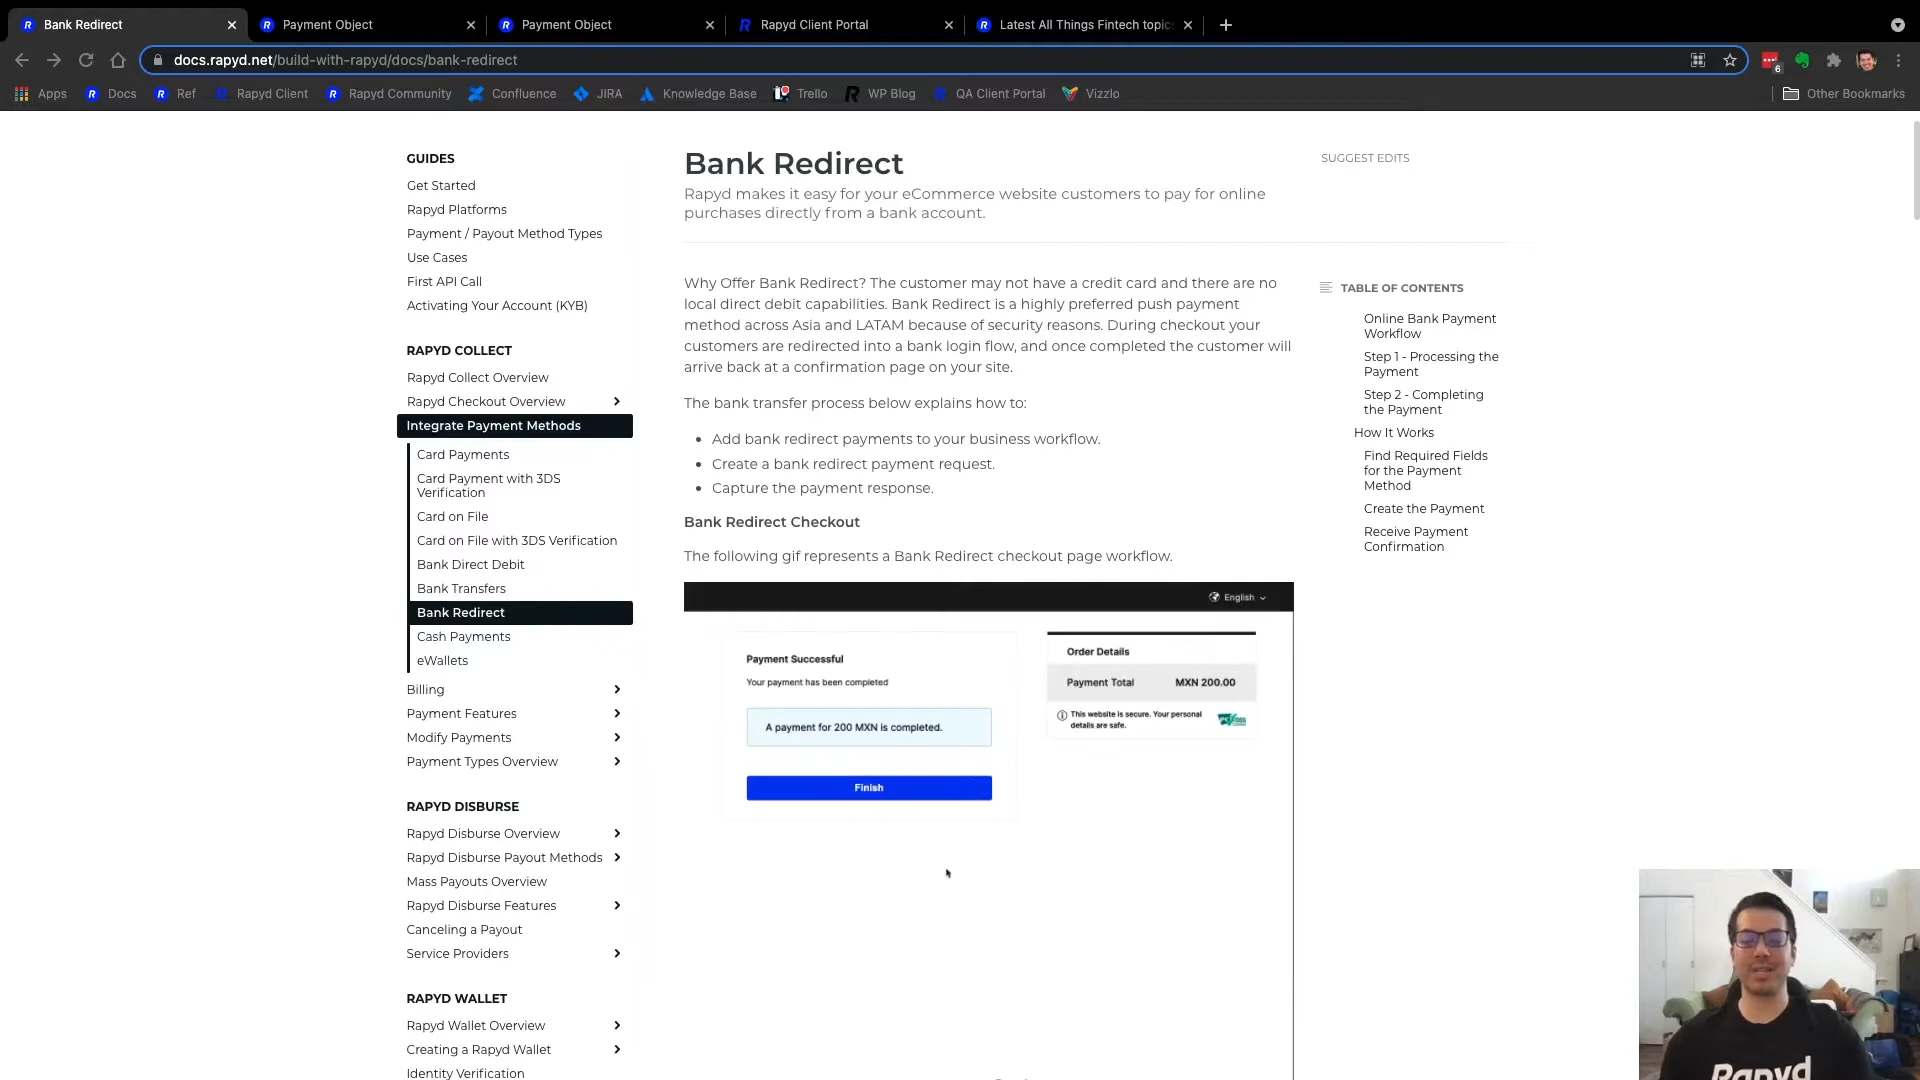 Bank Redirect
Payment Object
Payment Object
Rapyd Client Portal
Latest All Things Fintech topics
docs.rapyd.net/build-with-rapyd/docs/bank-redirect
6
Apps
Docs
Ref
Rapyd Client
Rapyd Community
Confluence
JIRA
Knowledge Base
Trello
WP Blog
QA Client Portal
Vizzlo
Other Bookmarks
GUIDES
Get Started
Rapyd Platforms
Payment / Payout Method Types
Use Cases
First API Call
Activating Your Account (KYB)
RAPYD COLLECT
Rapyd Collect Overview
Rapyd Checkout Overview
Integrate Payment Methods
Card Payments
Card Payment with 3DS
Verification
Card on File
Card on File with 3DS Verification
Bank Direct Debit
Bank Transfers
Bank Redirect
Cash Payments
eWallets
Billing
Payment Features
Modify Payments
Payment Types Overview
RAPYD DISBURSE
Rapyd Disburse Overview
Rapyd Disburse Payout Methods
Mass Payouts Overview
Rapyd Disburse Features
Canceling a Payout
Service Providers
RAPYD WALLET
Rapyd Wallet Overview
Creating a Rapyd Wallet
Identity Verification
Bank Redirect
Rapyd makes it easy for your eCommerce website customers to pay for online
purchases directly from a bank account.
Why Offer Bank Redirect? The customer may not have a credit card and there are no
local direct debit capabilities. Bank Redirect is a highly preferred push payment
method across Asia and LATAM because of security reasons. During checkout your
customers are redirected into a bank login flow, and once completed the customer will
arrive back at a confirmation page on your site.
The bank transfer process below explains how to:
• Add bank redirect payments to your business workflow.
• Create a bank redirect payment request.
• Capture the payment response.
Bank Redirect Checkout
The following gif represents a Bank Redirect checkout page workflow.
English
Payment Successful
Your payment has been completed
A payment for 200 MXN is completed.
Finish
Order Details
Payment Total MXN 200.00
This website is secure. Your personal
details are safe.
SUGGEST EDITS
TABLE OF CONTENTS
Online Bank Payment
Workflow
Step 1 - Processing the
Payment
Step 2 - Completing
the Payment
How It Works
Find Required Fields
for the Payment
Method
Create the Payment
Receive Payment
Confirmation
Rapyd